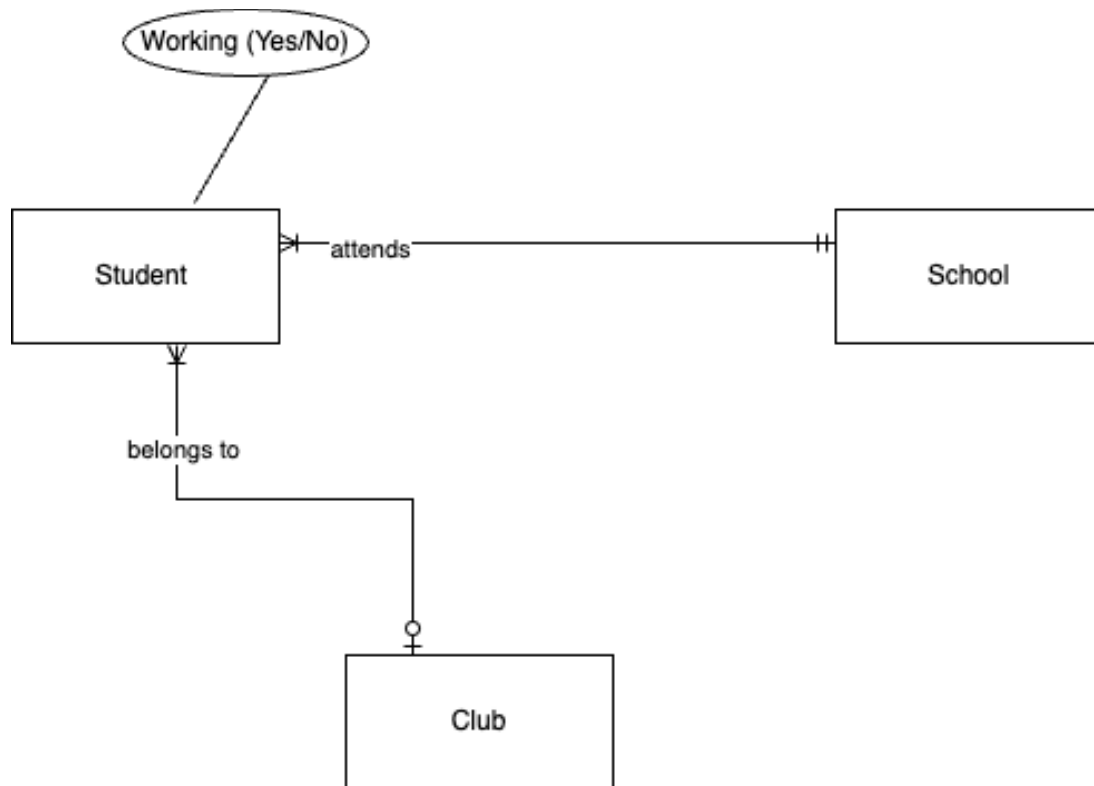 Working (Yes/No)
attends
Student
School
belongs to
Club